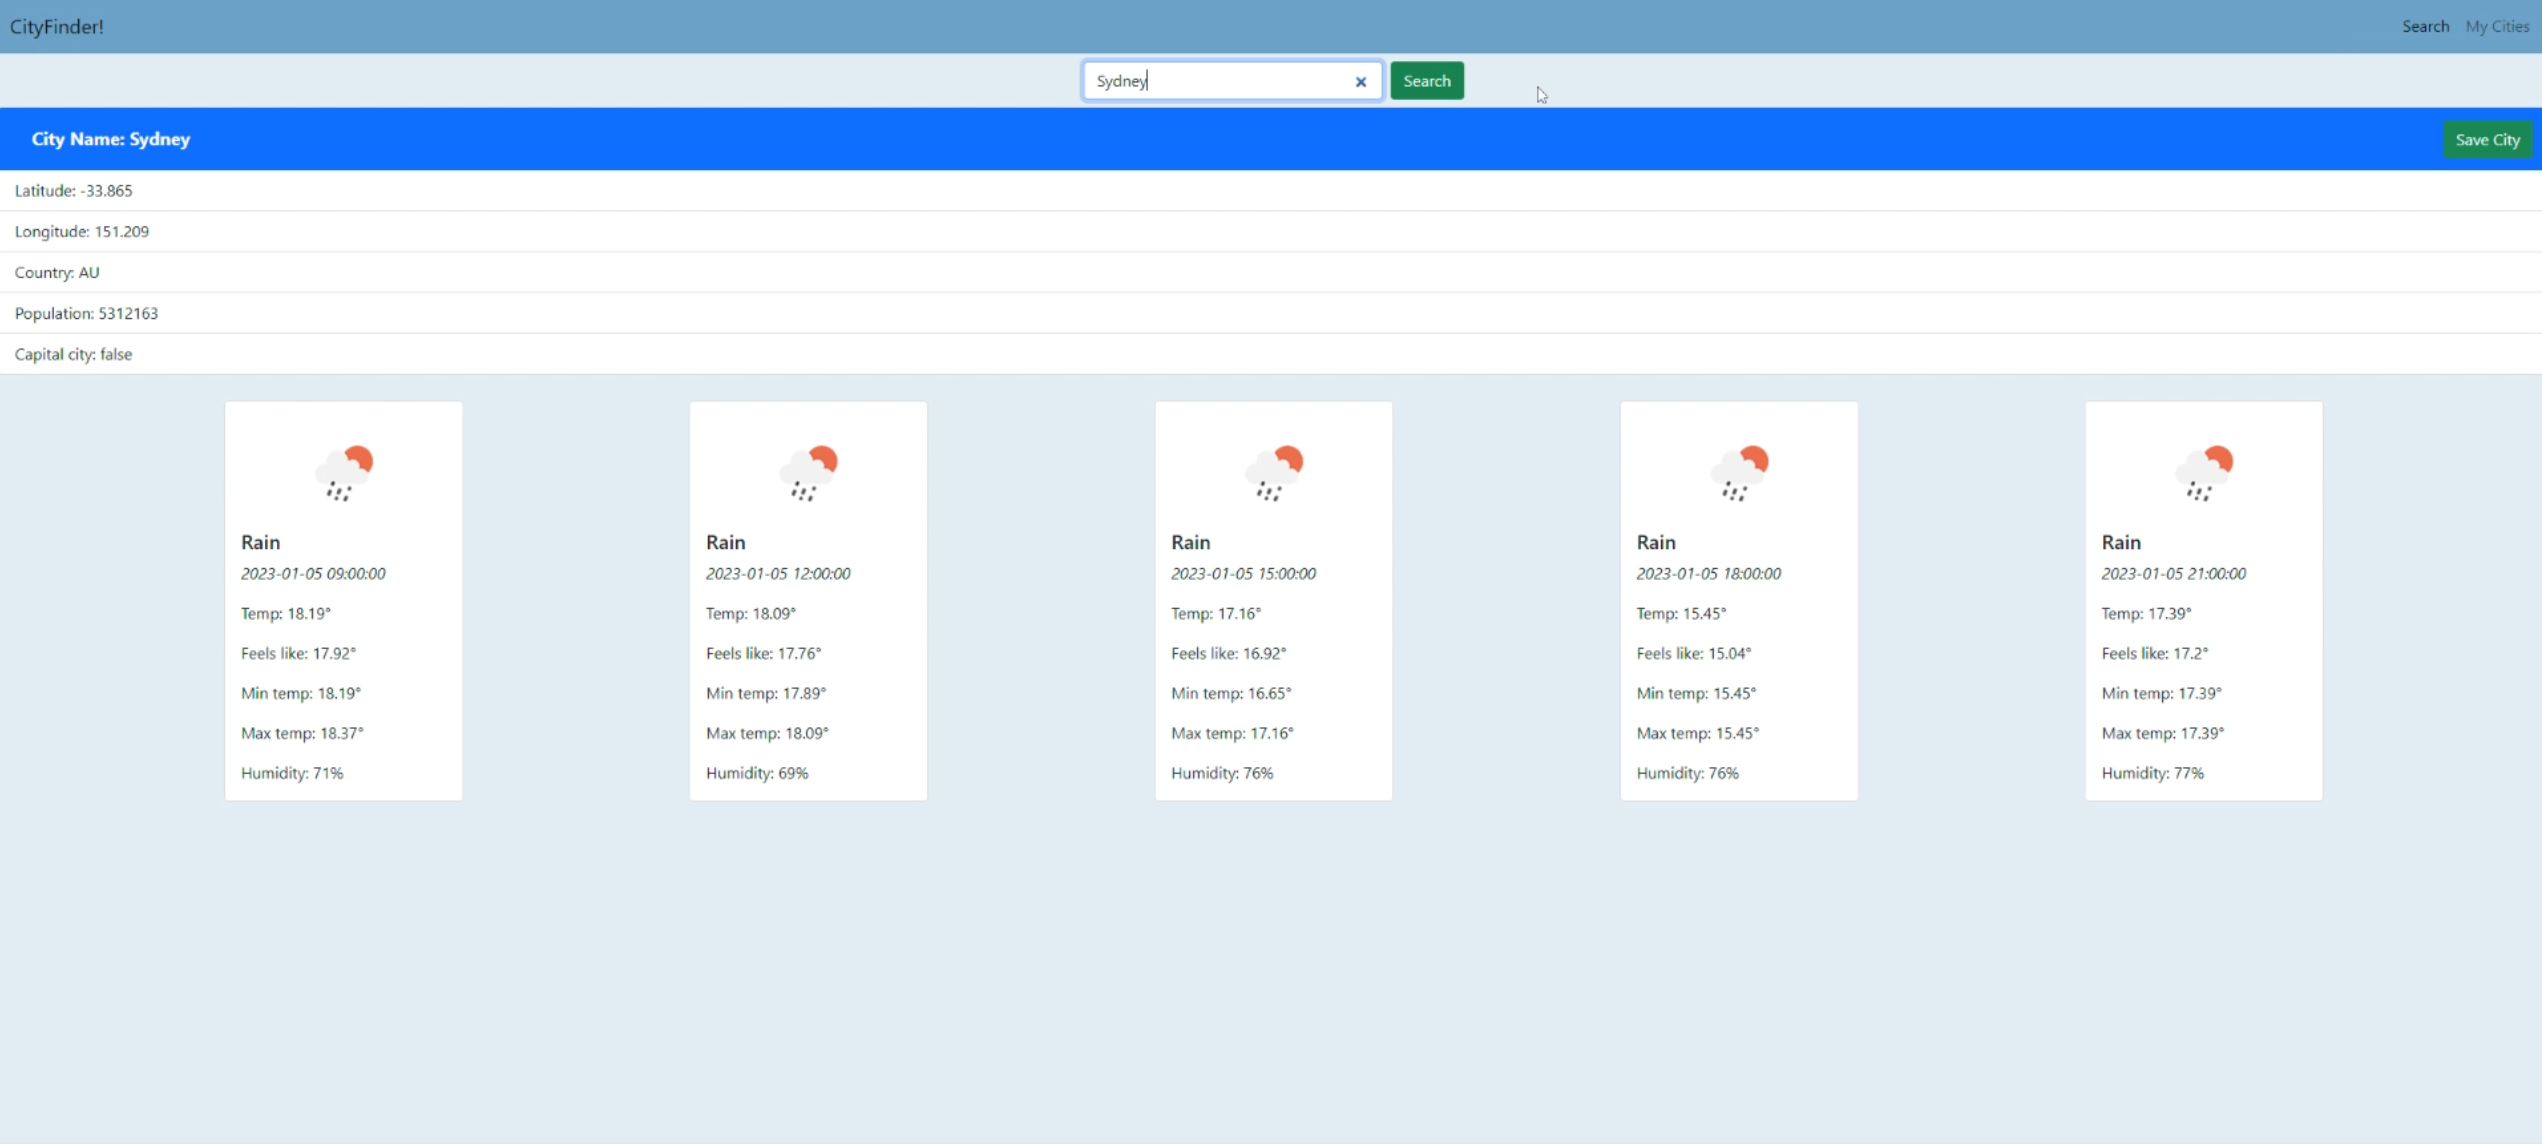 CityFinder!
Search My Cities
Sydney
Search
City Name: Sydney
Save City
Latitude: -33.865
Longitude: 151.209
Country: AU
Population: 5312163
Capital city: false
Rain
2023-01-05 09:00:00
Temp: 18.19°
Feels like: 17.92°
Min temp: 18.19°
Max temp: 18.37°
Humidity: 71%
Rain
2023-01-05 12:00:00
Temp: 18.09°
Feels like: 17.76°
Min temp: 17.89°
Max temp: 18.09°
Humidity: 69%
Rain
2023-01-05 15:00:00
Temp: 17.16°
Feels like: 16.92°
Min temp: 16.65°
Max temp: 17.16°
Humidity: 76%
Rain
2023-01-05 18:00:00
Temp: 15.45°
Feels like: 15.04°
Min temp: 15.45°
Max temp: 15.45°
Humidity: 76%
Rain
2023-01-05 21:00:00
Temp: 17.39°
Feels like: 17.2°
Min temp: 17.39°
Max temp: 17.39°
Humidity: 77%